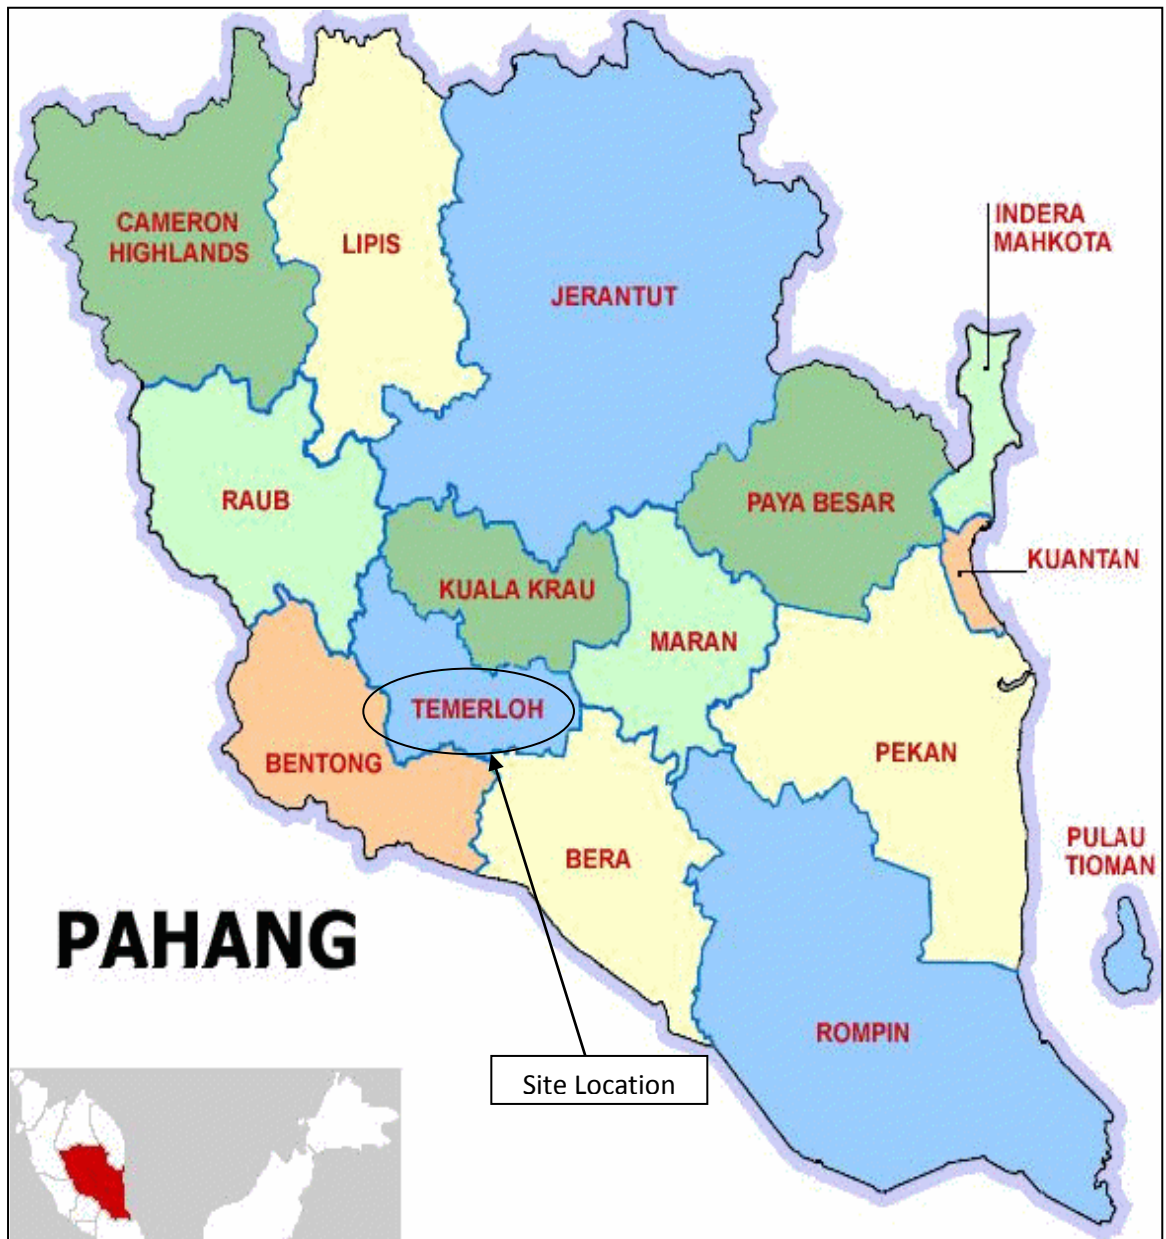 CAMERON
HIGHLANDS
LIPIS
JERANTUT
INDERA
MAHKOTA
RAUB
PAYA BESAR
KUANTAN
KUALA KRAU
MARAN
TEMERLOH
BENTONG
PEKAN
BERA
PULAU
TIOMAN
PAHANG
ROMPIN
Site Location